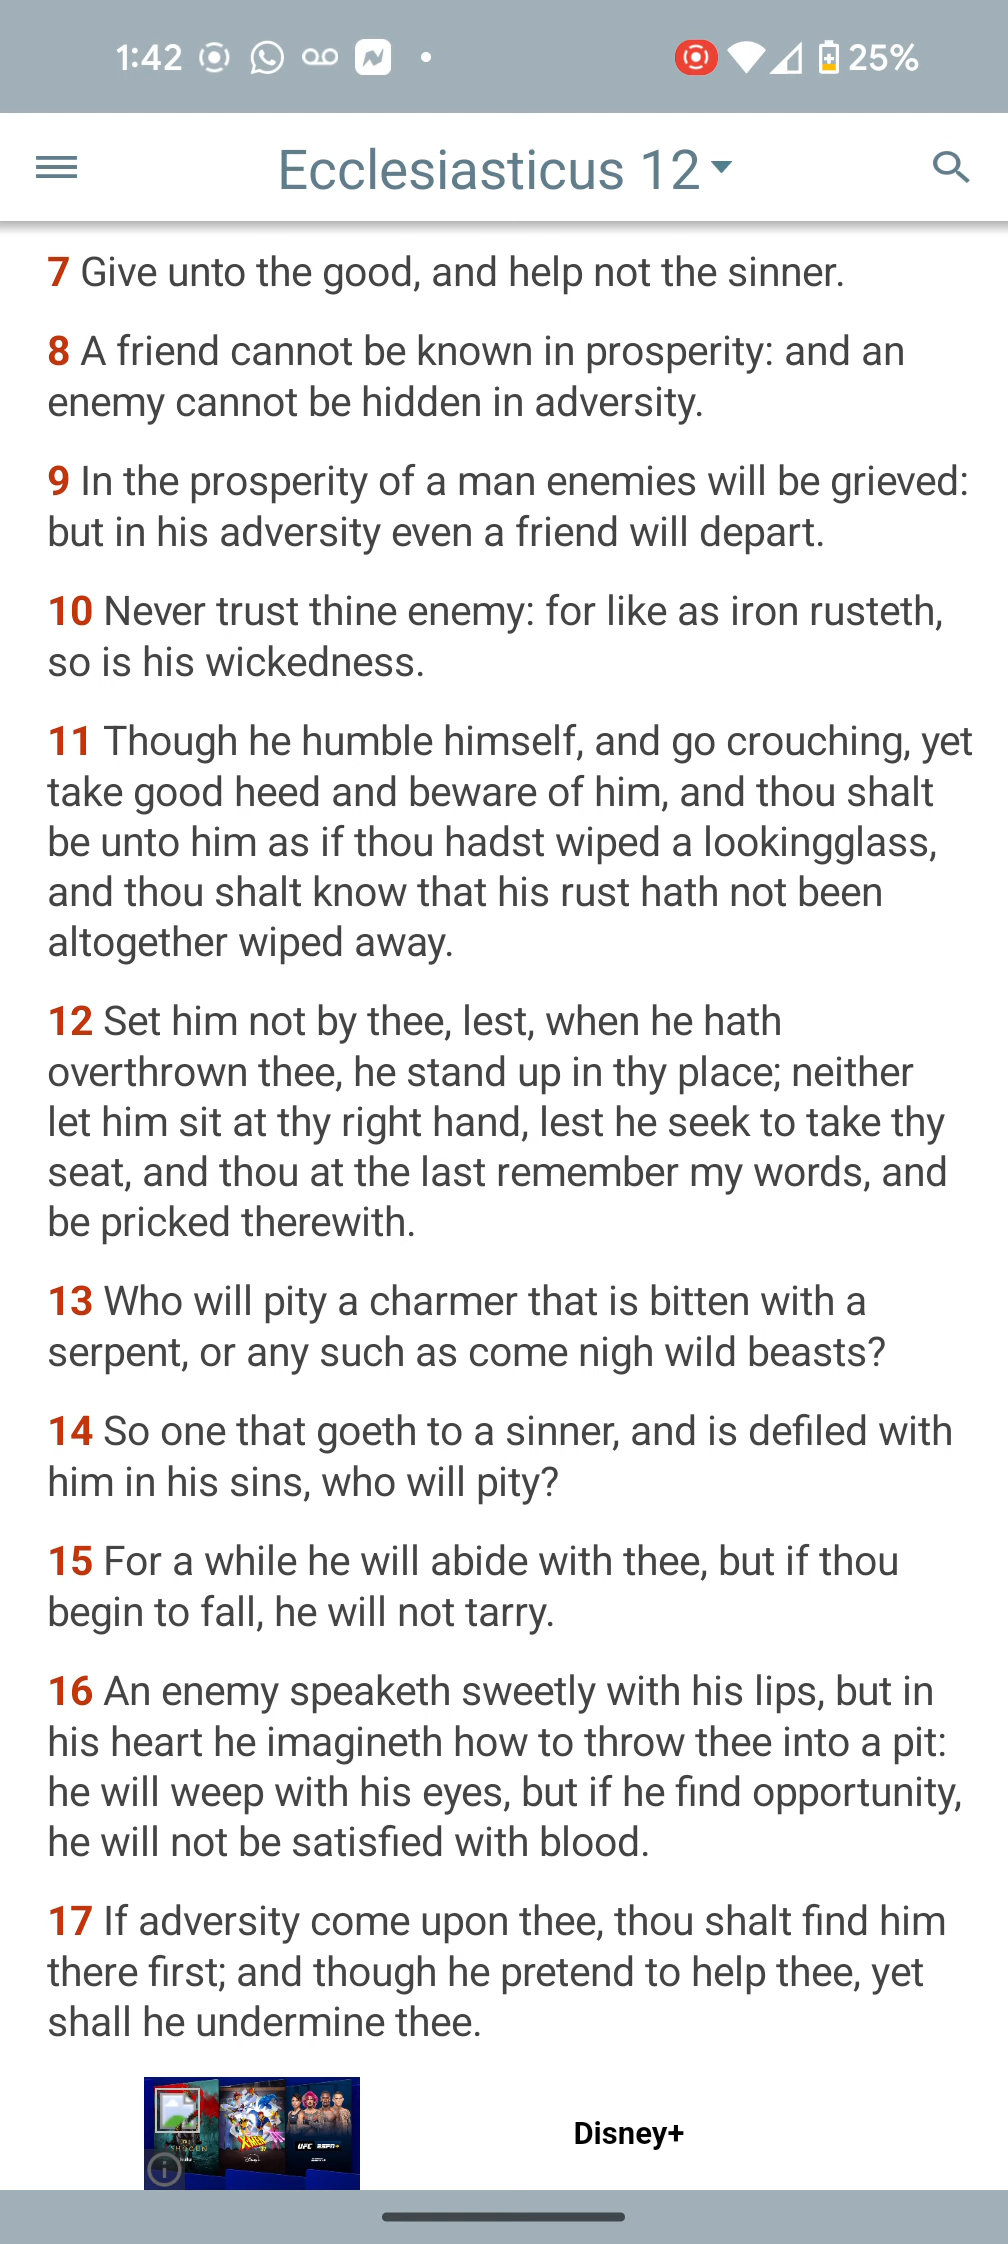 1:42
25%
Ecclesiasticus 12
7 Give unto the good, and help not the sinner.
8 A friend cannot be known in prosperity: and an
enemy cannot be hidden in adversity.
9 In the prosperity of a man enemies will be grieved:
but in his adversity even a friend will depart.
10 Never trust thine enemy: for like as iron rusteth,
so is his wickedness.
11 Though he humble himself, and go crouching, yet
take good heed and beware of him, and thou shalt
be unto him as if thou hadst wiped a lookingglass,
and thou shalt know that his rust hath not been
altogether wiped away.
12 Set him not by thee, lest, when he hath
overthrown thee, he stand up in thy place; neither
let him sit at thy right hand, lest he seek to take thy
seat, and thou at the last remember my words, and
be pricked therewith.
13 Who will pity a charmer that is bitten with a
serpent, or any such as come nigh wild beasts?
14 So one that goeth to a sinner, and is defiled with
him in his sins, who will pity?
15 For a while he will abide with thee, but if thou
begin to fall, he will not tarry.
16 An enemy speaketh sweetly with his lips, but in
his heart he imagineth how to throw thee into a pit:
he will weep with his eyes, but if he find opportunity,
he will not be satisfied with blood.
17 If adversity come upon thee, thou shalt find him
there first; and though he pretend to help thee, yet
shall he undermine thee.
SHOGUN
hulu
X-MEN
Disney+
UFC ESPN+
Disney+